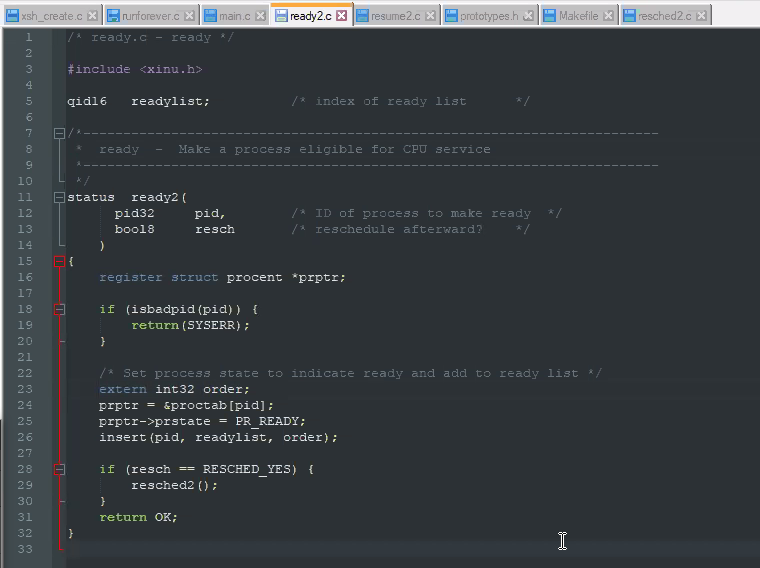 xsh_create.c runforever.c main.c ready2.c resume2.c prototypes.h Makefile resched2.c
1 /* ready.c - ready */
2
3 #include <xinu.h>
4
5 qid16 readylist; /* index of ready list */
6
7 /*------------------------------------------------------------------------
8 * ready - Make a process eligible for CPU service
9 *------------------------------------------------------------------------
10 */
11 status ready2(
12 pid32 pid, /* ID of process to make ready */
13 bool8 resch /* reschedule afterward? */
14 )
15 {
16 register struct procent *prptr;
17
18 if (isbadpid(pid)) {
19 return(SYSERR);
20 }
21
22 /* Set process state to indicate ready and add to ready list */
23 extern int32 order;
24 prptr = &proctab[pid];
25 prptr->prstate = PR_READY;
26 insert(pid, readylist, order);
27
28 if (resch == RESCHED_YES) {
29 resched2();
30 }
31 return OK;
32 }
33